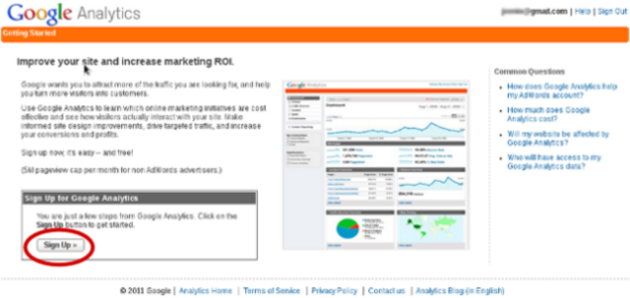 Google Analytics
@gmail.com | Help | Sign Out
Getting Started
Improve your site and increase marketing ROI.
Google wants you to attract more of the traffic you are looking for, and help
you turn more visitors into customers.
Use Google Analytics to learn which online marketing initiatives are cost
effective and see how visitors actually interact with your site. Make
informed site design improvements, drive targeted traffic, and increase
your conversions and profits.
Sign up now, it's easy – and free!
(5M pageview cap per month for non AdWords advertisers.)
Sign Up for Google Analytics
You are just a few steps from Google Analytics. Click on the
Sign Up button to get started.
Sign Up »
Google Analytics
Dashboard
Common Questions
How does Google Analytics help
my AdWords account?
How much does Google
Analytics cost?
Will my website be affected by
Google Analytics?
Who will have access to my
Google Analytics data?
© 2011 Google | Analytics Home | Terms of Service | Privacy Policy | Contact us | Analytics Blog (in English)